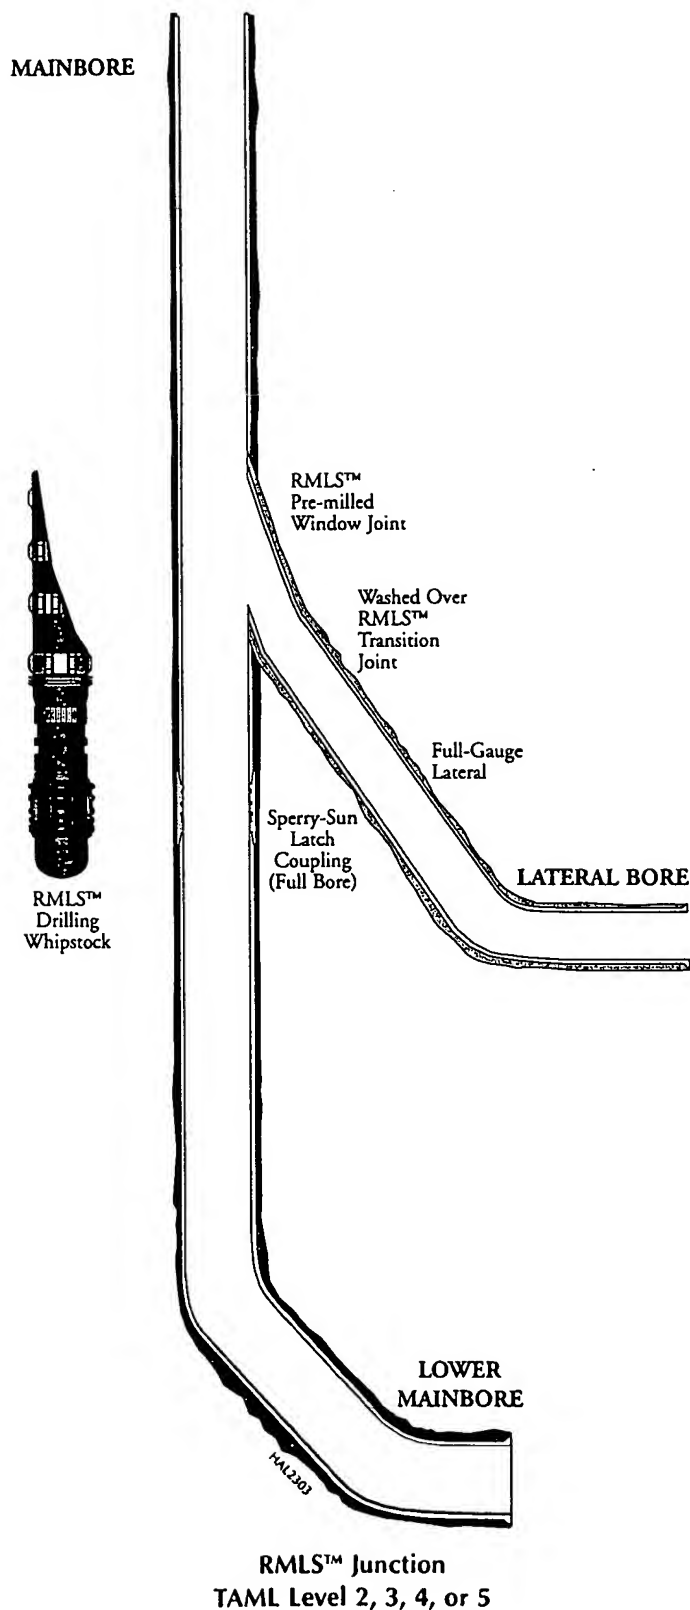 MAINBORE
RMLS™
Pre-milled
Window Joint
Washed Over
RMLS™
Transition
Joint
Full-Gauge
Lateral
Sperry-Sun
Latch
Coupling
(Full Bore)
LATERAL BORE
RMLS™
Drilling
Whipstock
LOWER
MAINBORE
HAL2303
RMLS™ Junction
TAML Level 2, 3, 4, or 5